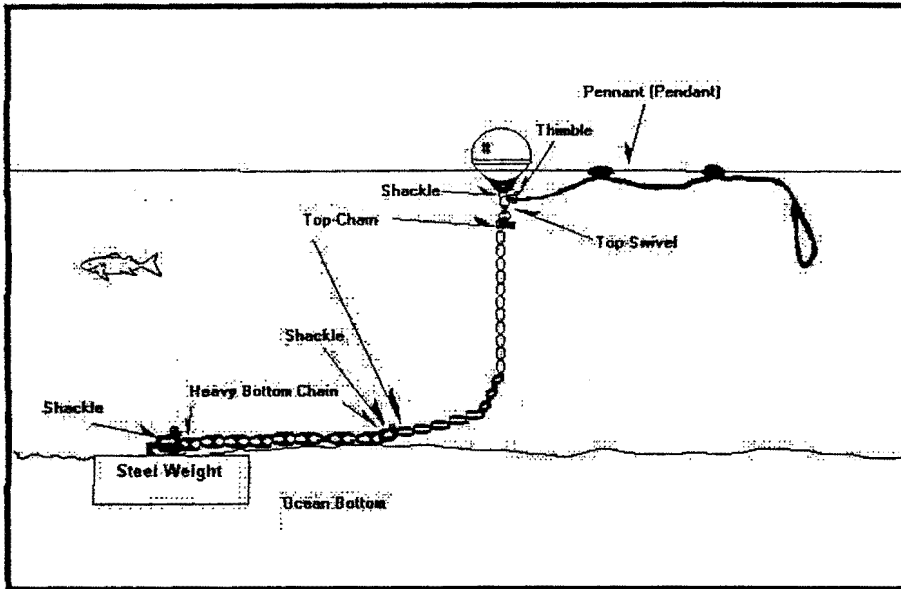 Pennant (Pendant)
Thimble
#
Shackle
Top Chain
Top Swivel
Shackle
Heavy Bottom Chain
Shackle
Steel Weight
Ocean Bottom